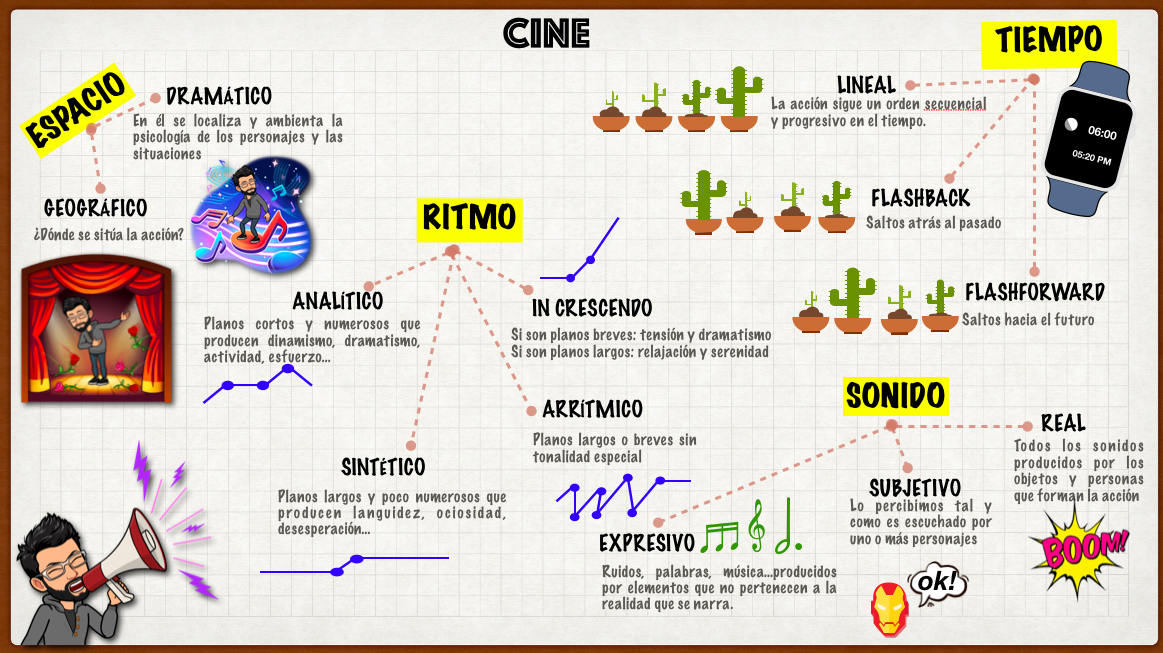 CINE
ESPACIO
DRAMÁTICO
En él se localiza y ambienta la
psicología de los personajes y las
situaciones
GEOGRÁFICO
¿Dónde se sitúa la acción?
RITMO
ANALÍTICO
Planos cortos y numerosos que
producen dinamismo, dramatismo,
actividad, esfuerzo...
IN CRESCENDO
Si son planos breves: tensión y dramatismo
Si son planos largos: relajación y serenidad
SINTÉTICO
Planos largos y poco numerosos que
producen languidez, ociosidad,
desesperación...
ARRÍTMICO
Planos largos o breves sin
tonalidad especial
TIEMPO
06:00
05:20 PM
LINEAL
La acción sigue un orden secuencial
y progresivo en el tiempo.
FLASHBACK
Saltos atrás al pasado
FLASHFORWARD
Saltos hacia el futuro
SONIDO
REAL
Todos los sonidos
producidos por los
objetos y personas
que forman la acción
BOOM!
SUBJETIVO
Lo percibimos tal y
como es escuchado por
uno o más personajes
ok!
EXPRESIVO
Ruidos, palabras, música...producidos
por elementos que no pertenecen a la
realidad que se narra.